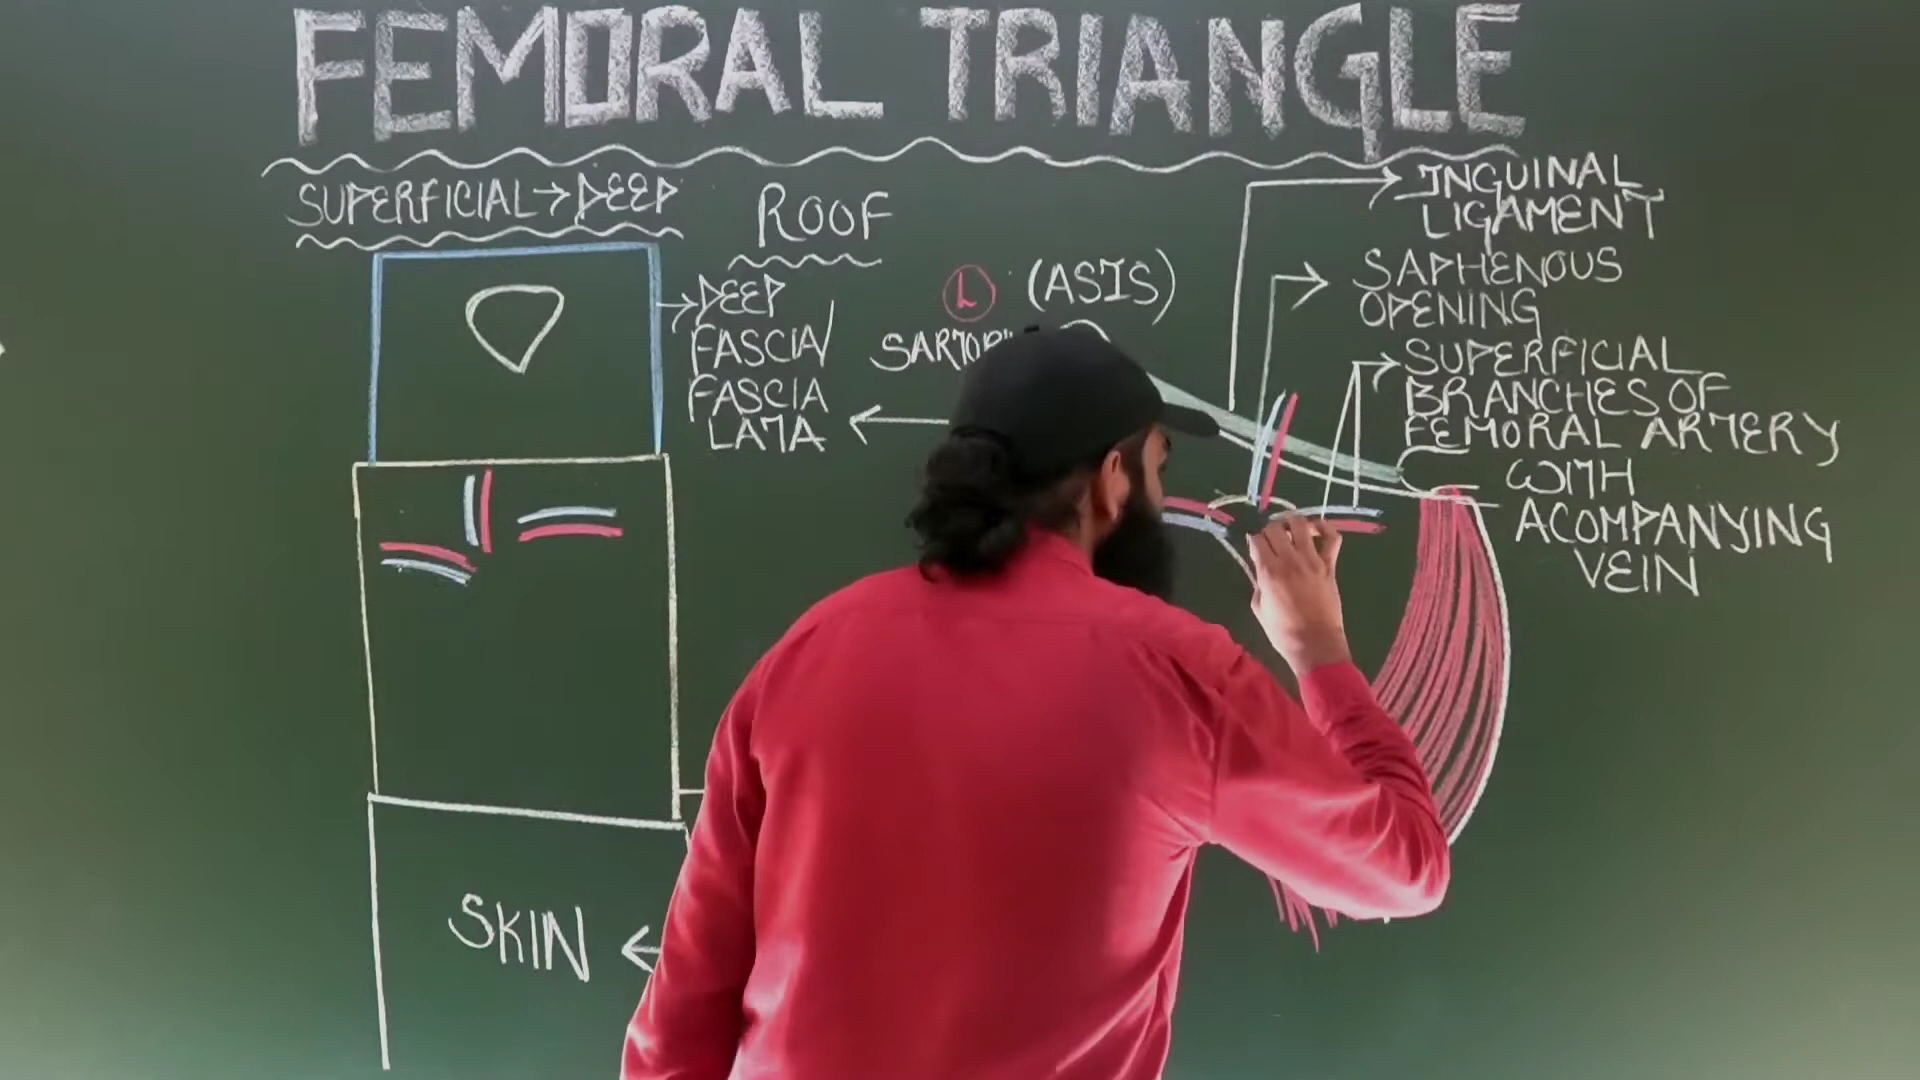 FEMORAL TRIANGLE
SUPERFICIAL → DEEP
ROOF
→ DEEP
FASCIA/
FASCIA
LATA
L
(ASIS)
INGUINAL
LIGAMENT
SAPHENOUS
OPENING
SUPERFICIAL
BRANCHES OF
FEMORAL ARTERY
WITH
ACOMPANYING
VEIN
SKIN ←